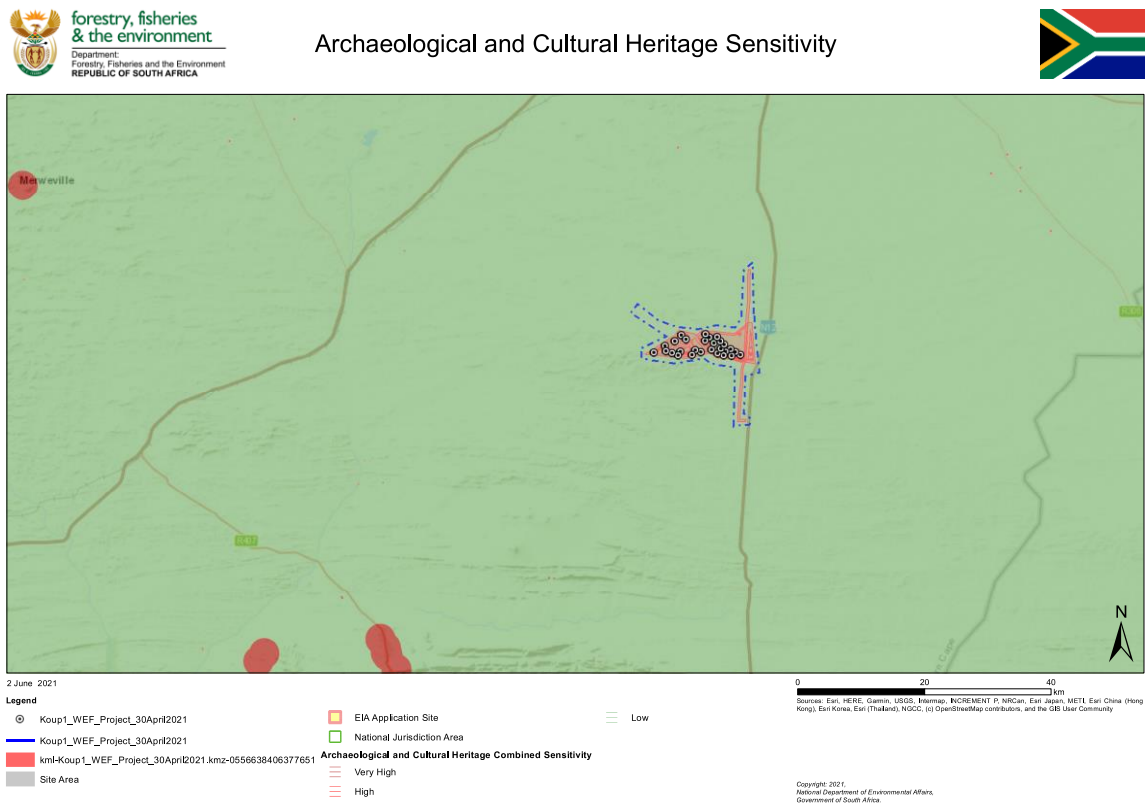 forestry, fisheries
& the environment
Department:
Forestry, Fisheries and the Environment
REPUBLIC OF SOUTH AFRICA
Archaeological and Cultural Heritage Sensitivity
Merweville
N12
N
2 June 2021
0 20 40
km
Sources: Esri, HERE, Garmin, USGS, Intermap, INCREMENT P, NRCan, Esri Japan, METI, Esri China (Hong
Kong), Esri Korea, Esri (Thailand), NGCC, (c) OpenStreetMap contributors, and the GIS User Community
Legend
Koup1_WEF_Project_30April2021
Koup1_WEF_Project_30April2021
kml-Koup1_WEF_Project_30April2021.kmz-0556638406377651
Site Area
EIA Application Site
National Jurisdiction Area
Archaeological and Cultural Heritage Combined Sensitivity
Very High
High
Low
Copyright: 2021,
National Department of Environmental Affairs,
Government of South Africa.